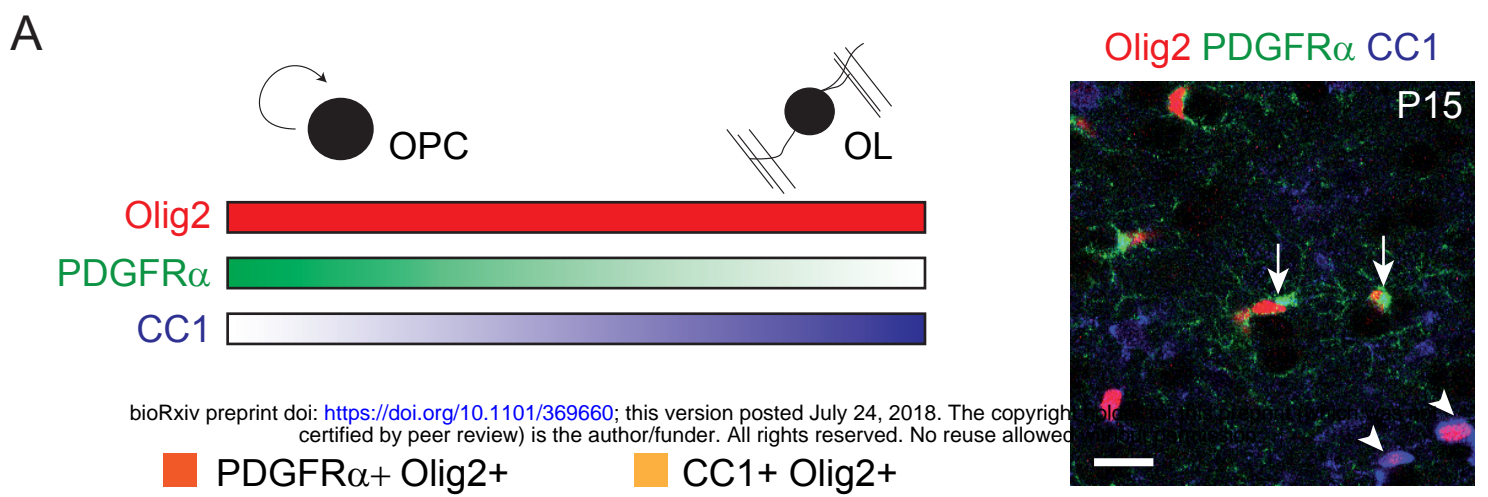 A
Olig2 PDGFRα CC1
P15
OPC
OL
Olig2
PDGFRα
CC1
bioRxiv preprint doi: https://doi.org/10.1101/369660; this version posted July 24, 2018. The copyright
certified by peer review) is the author/funder. All rights reserved. No reuse allowed
PDGFRα+ Olig2+
CC1+ Olig2+